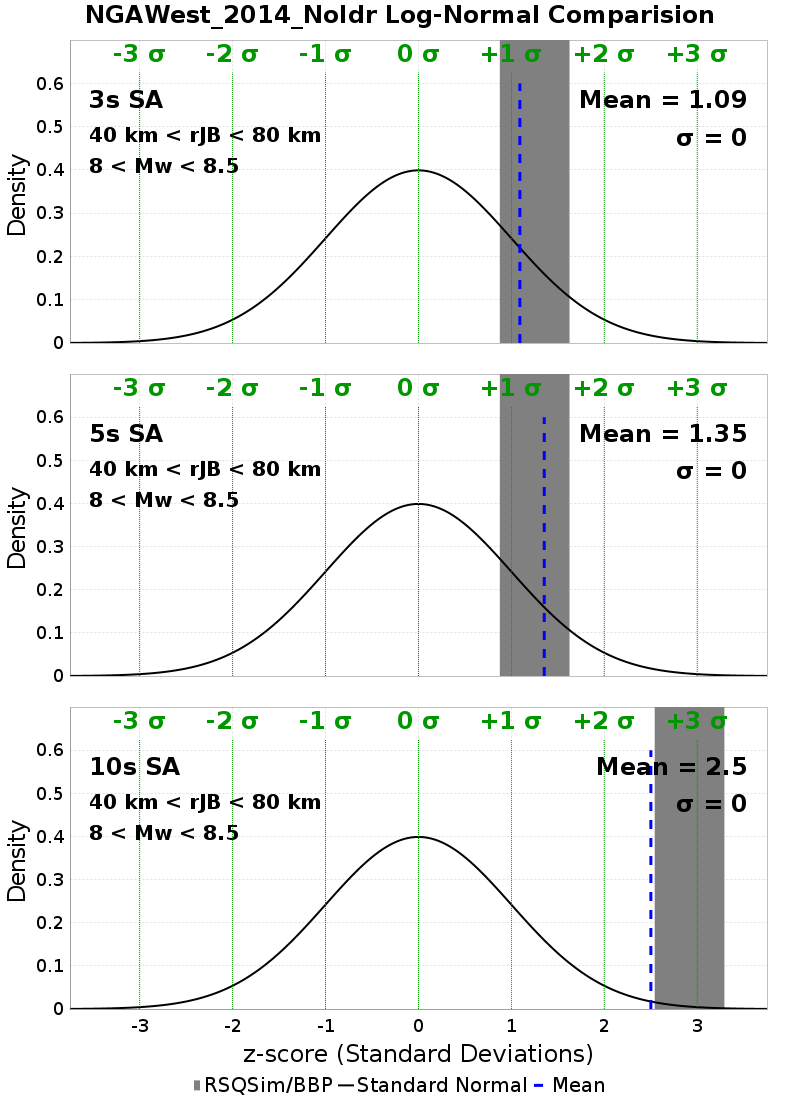 NGAWest_2014_NoIdr Log-Normal Comparision
-3 σ -2 σ -1 σ 0 σ +1 σ +2 σ +3 σ
3s SA
Mean = 1.09
40 km < rJB < 80 km
σ = 0
8 < Mw < 8.5
0.6
0.5
0.4
0.3
0.2
0.1
0
Density
-3 σ -2 σ -1 σ 0 σ +1 σ +2 σ +3 σ
5s SA
Mean = 1.35
40 km < rJB < 80 km
σ = 0
8 < Mw < 8.5
0.6
0.5
0.4
0.3
0.2
0.1
0
Density
-3 σ -2 σ -1 σ 0 σ +1 σ +2 σ +3 σ
10s SA
Mean = 2.5
40 km < rJB < 80 km
σ = 0
8 < Mw < 8.5
0.6
0.5
0.4
0.3
0.2
0.1
0
Density
-3 -2 -1 0 1 2 3
z-score (Standard Deviations)
RSQSim/BBP Standard Normal Mean